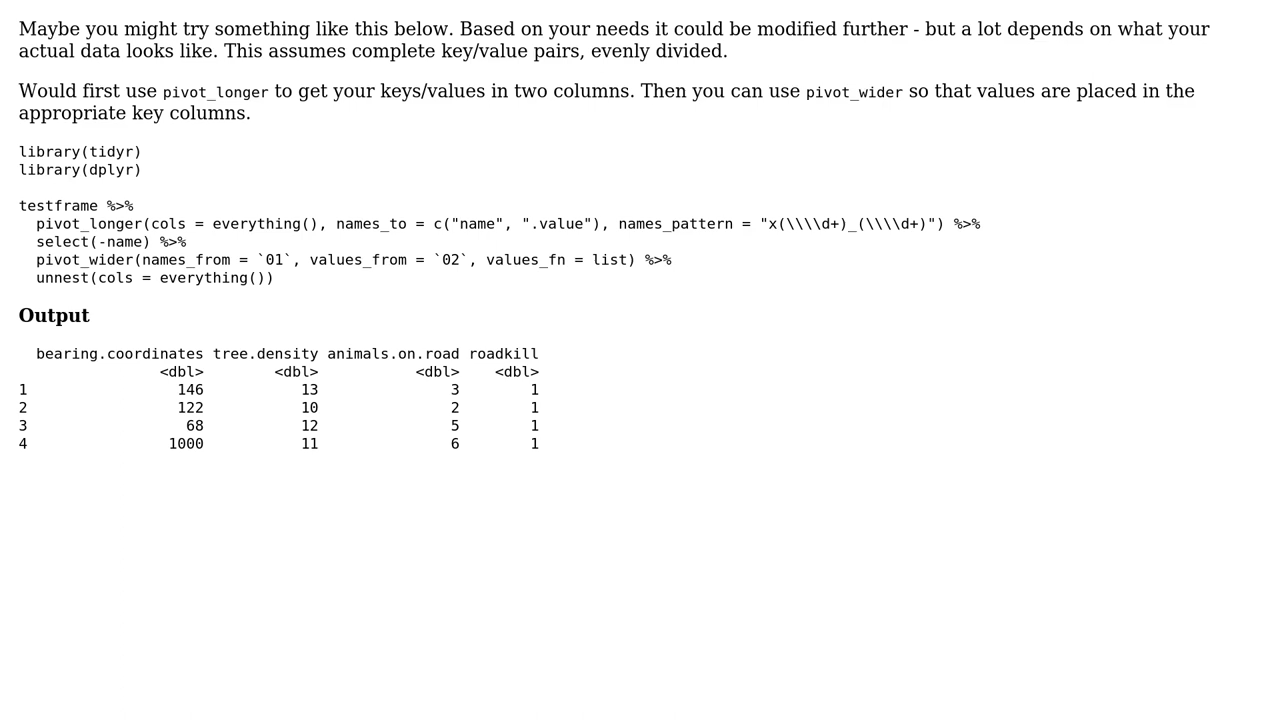 Maybe you might try something like this below. Based on your needs it could be modified further - but a lot depends on what your
actual data looks like. This assumes complete key/value pairs, evenly divided.
Would first use pivot_longer to get your keys/values in two columns. Then you can use pivot_wider so that values are placed in the
appropriate key columns.
library(tidyr)
library(dplyr)
testframe %>%
  pivot_longer(cols = everything(), names_to = c("name", ".value"), names_pattern = "x(\\\\d+)_(\\\\d+)") %>%
  select(-name) %>%
  pivot_wider(names_from = `01`, values_from = `02`, values_fn = list) %>%
  unnest(cols = everything())
Output
  bearing.coordinates tree.density animals.on.road roadkill
                <dbl>        <dbl>           <dbl>    <dbl>
1                 146           13               3        1
2                 122           10               2        1
3                  68           12               5        1
4                1000           11               6        1